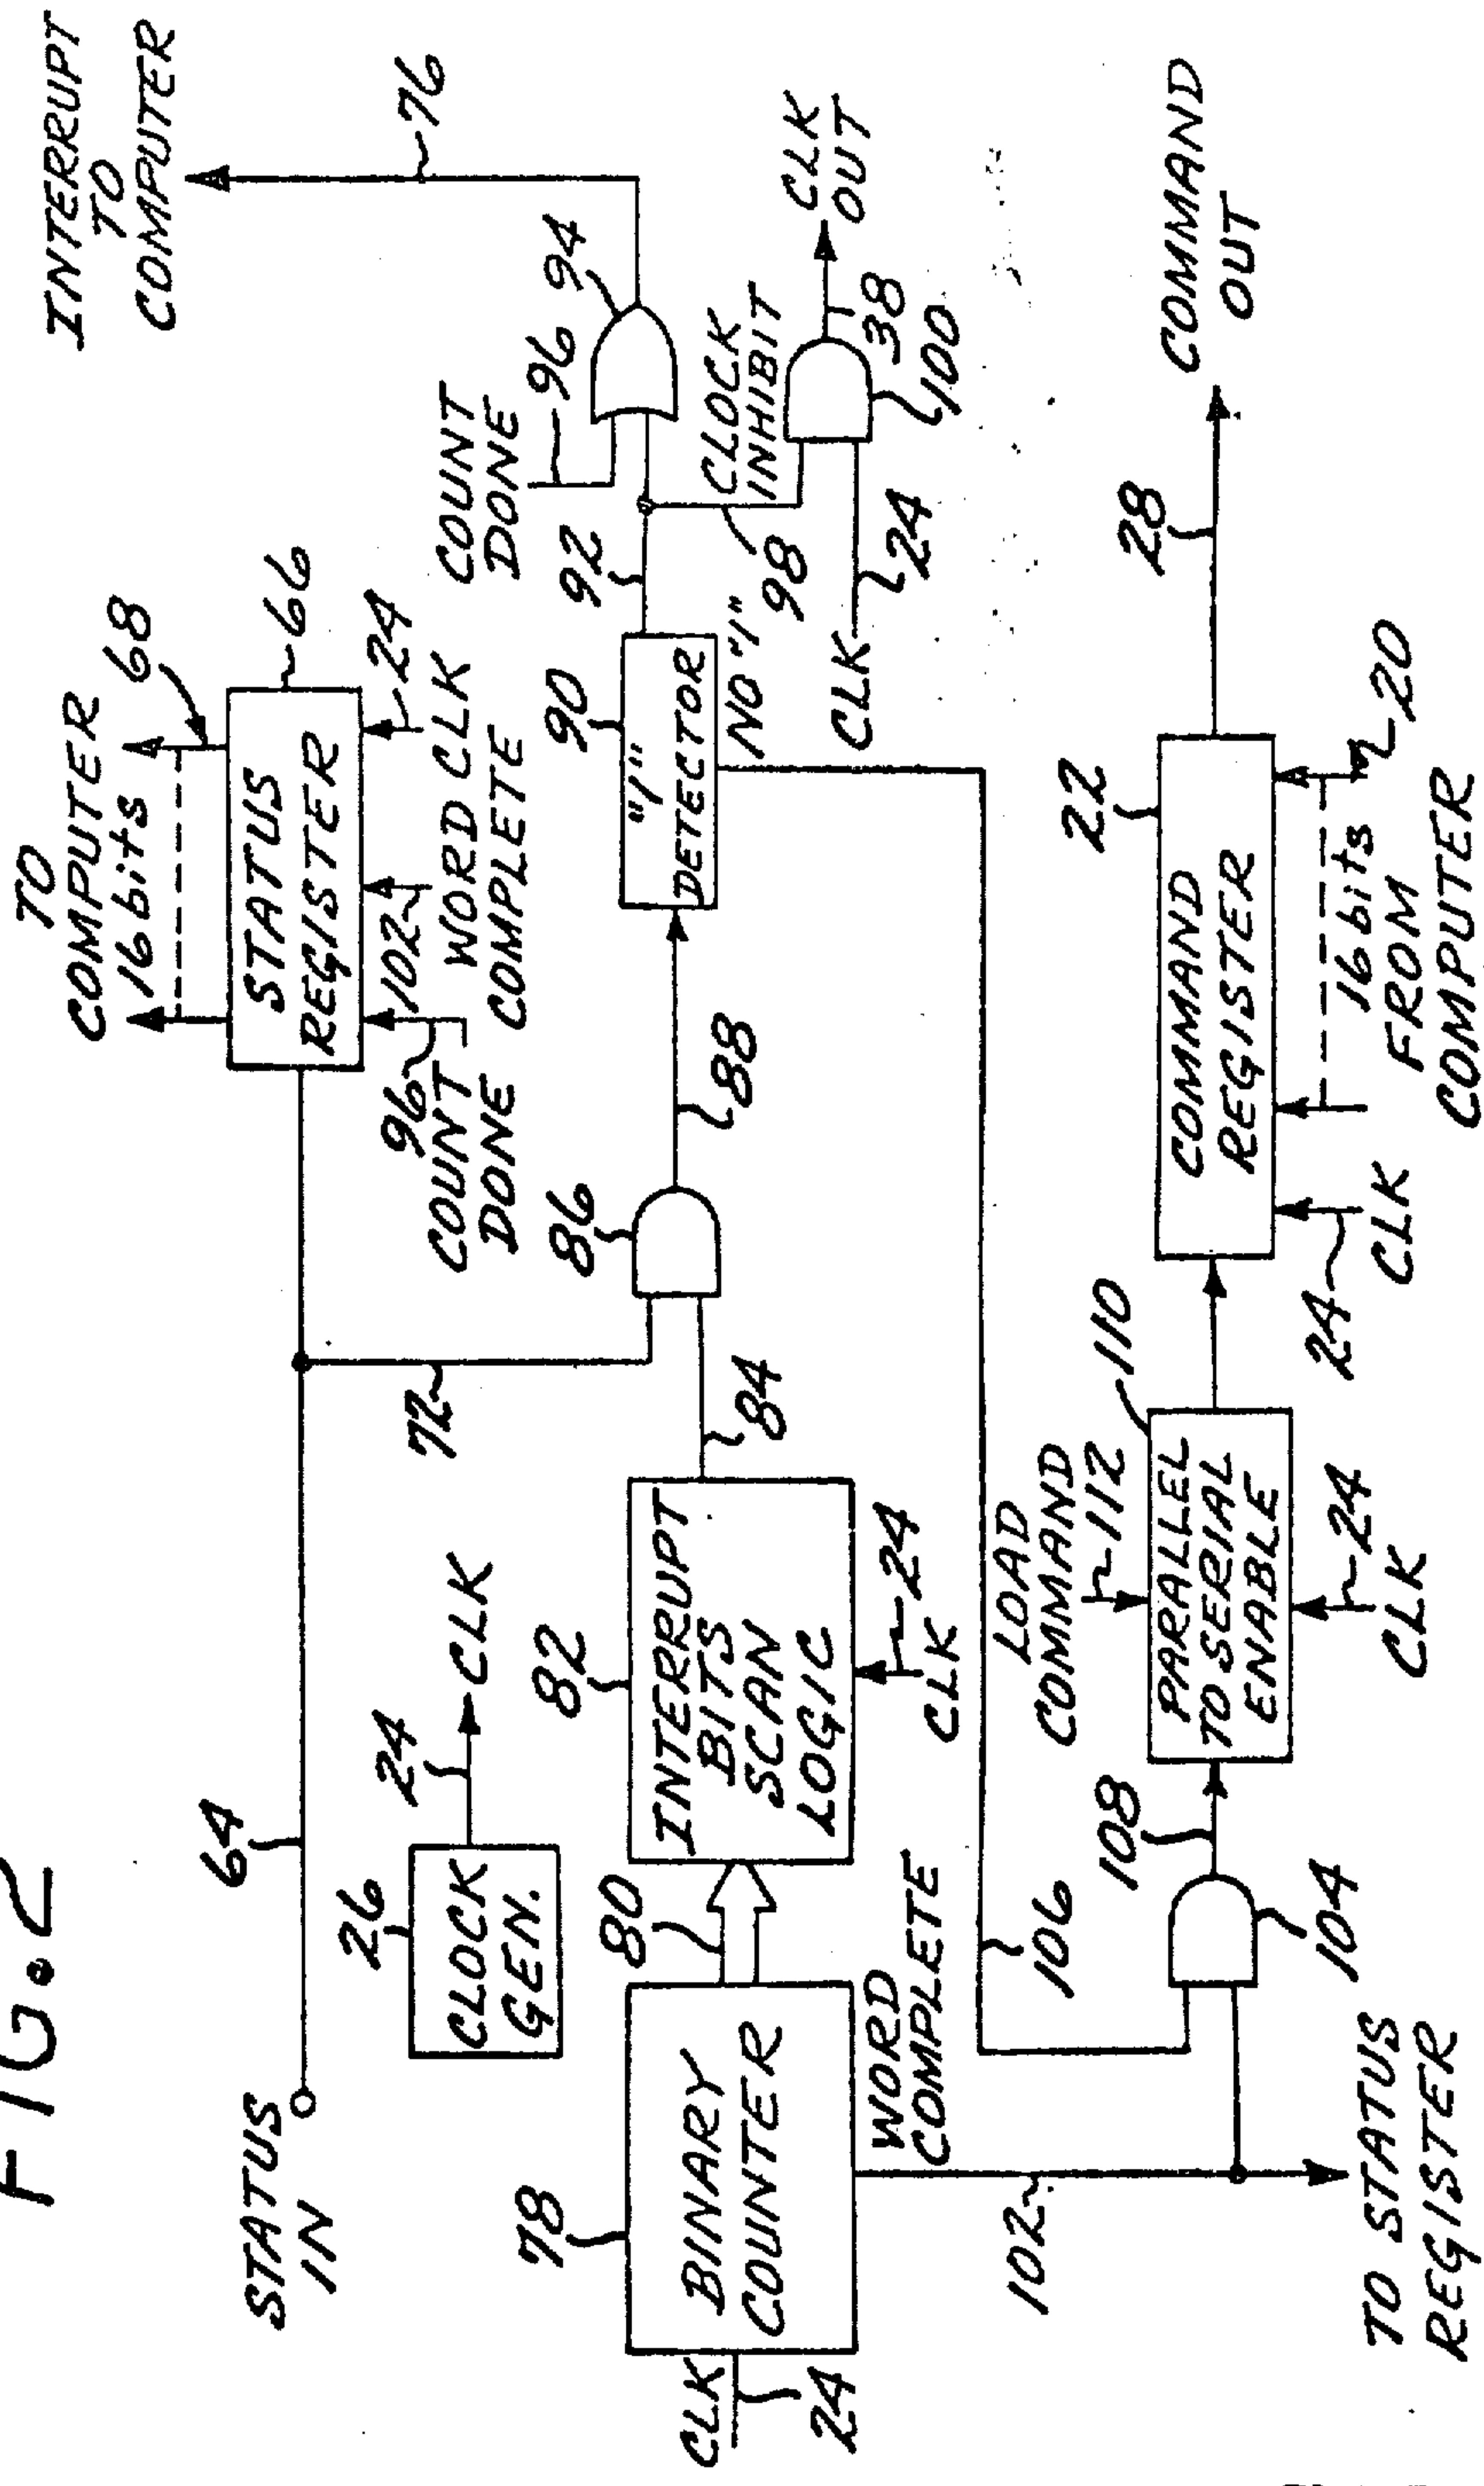 FIG. 2
INTERRUPT
TO
COMPUTER
76
TO
COMPUTER
16 bits
68
STATUS
REGISTER
66
96
COUNT
DONE
102
WORD
COMPLETE
24
CLK
STATUS
IN
64
72
26
CLOCK
GEN.
24
CLK
COUNT
DONE
96
94
78
BINARY
COUNTER
CLK
24
80
82
INTERRUPT
BITS
SCAN
LOGIC
24
CLK
84
86
88
90
"1"
DETECTOR
92
NO "1"
98
CLOCK
INHIBIT
CLK
24
38
100
CLK
OUT
WORD
COMPLETE
102
106
104
108
LOAD
COMMAND
112
110
PARALLEL
TO SERIAL
ENABLE
24
CLK
22
COMMAND
REGISTER
28
COMMAND
OUT
24
CLK
16 bits
FROM
COMPUTER
20
TO STATUS
REGISTER